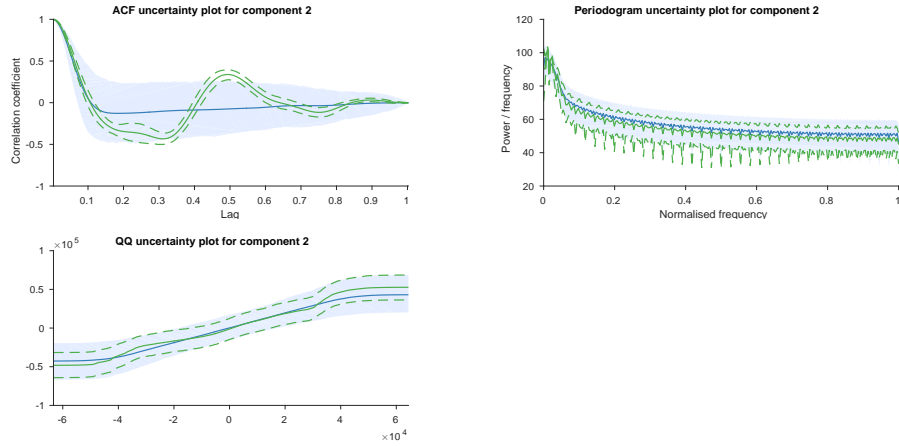 ACF uncertainty plot for component 2
1
0.5
0
-0.5
-1
Correlation coefficient
0.1 0.2 0.3 0.4 0.5 0.6 0.7 0.8 0.9 1
Lag
Periodogram uncertainty plot for component 2
120
100
80
60
40
20
Power / frequency
0 0.2 0.4 0.6 0.8 1
Normalised frequency
QQ uncertainty plot for component 2
×10^5
1
0.5
0
-0.5
-1
-6 -4 -2 0 2 4 6
×10^4